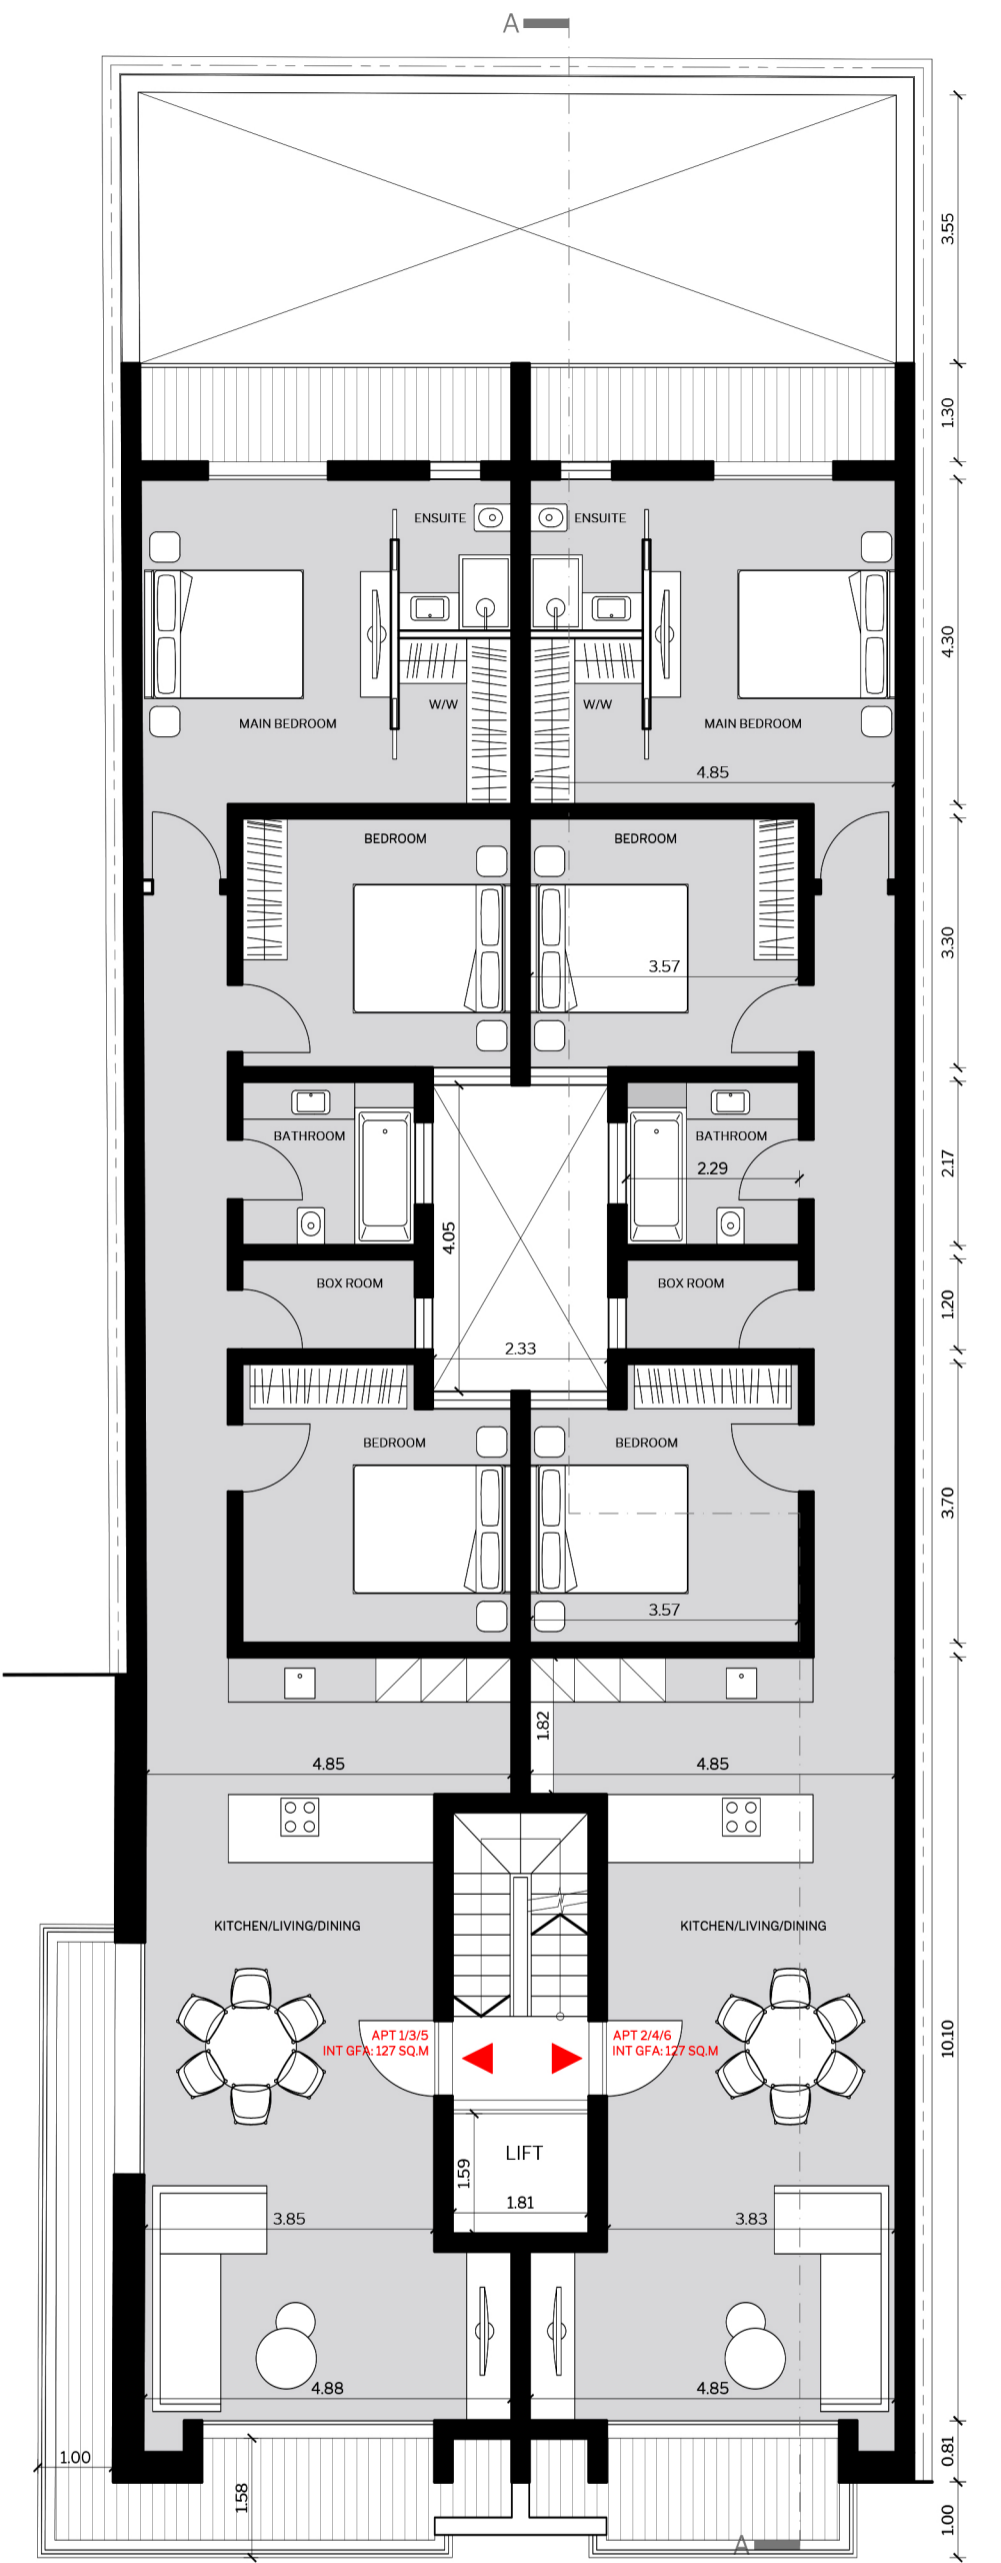 A
3.55
1.30
ENSUITE
ENSUITE
4.30
W/W
W/W
MAIN BEDROOM
MAIN BEDROOM
4.85
BEDROOM
BEDROOM
3.30
3.57
BATHROOM
BATHROOM
2.17
2.29
4.05
BOX ROOM
BOX ROOM
1.20
2.33
BEDROOM
BEDROOM
3.70
3.57
1.82
4.85
4.85
KITCHEN/LIVING/DINING
KITCHEN/LIVING/DINING
APT 1/3/5
INT GFA: 127 SQ.M
APT 2/4/6
INT GFA: 127 SQ.M
10.10
LIFT
1.59
1.81
3.85
3.83
4.88
4.85
1.00
0.81
1.58
1.00
A